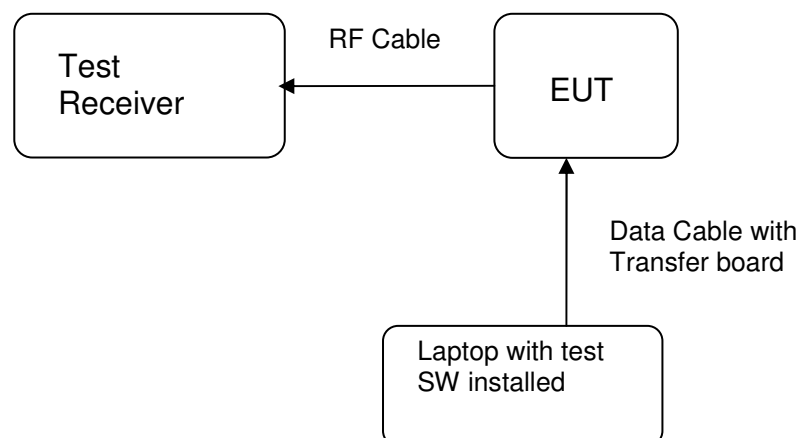 RF Cable
Test
Receiver
EUT
Data Cable with
Transfer board
Laptop with test
SW installed